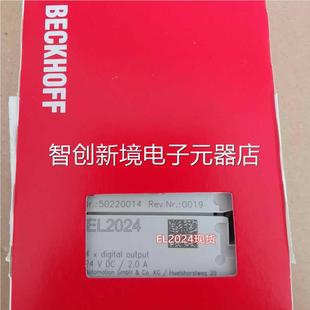 BECKHOFF
智创新境电子元器店
Nr.:50220014 Rev.Nr.:0019
EL2024
EL2024现货
x digital output
24 V DC / 2.0 A
Automation GmbH & Co. KG / Huelshorstweg 20